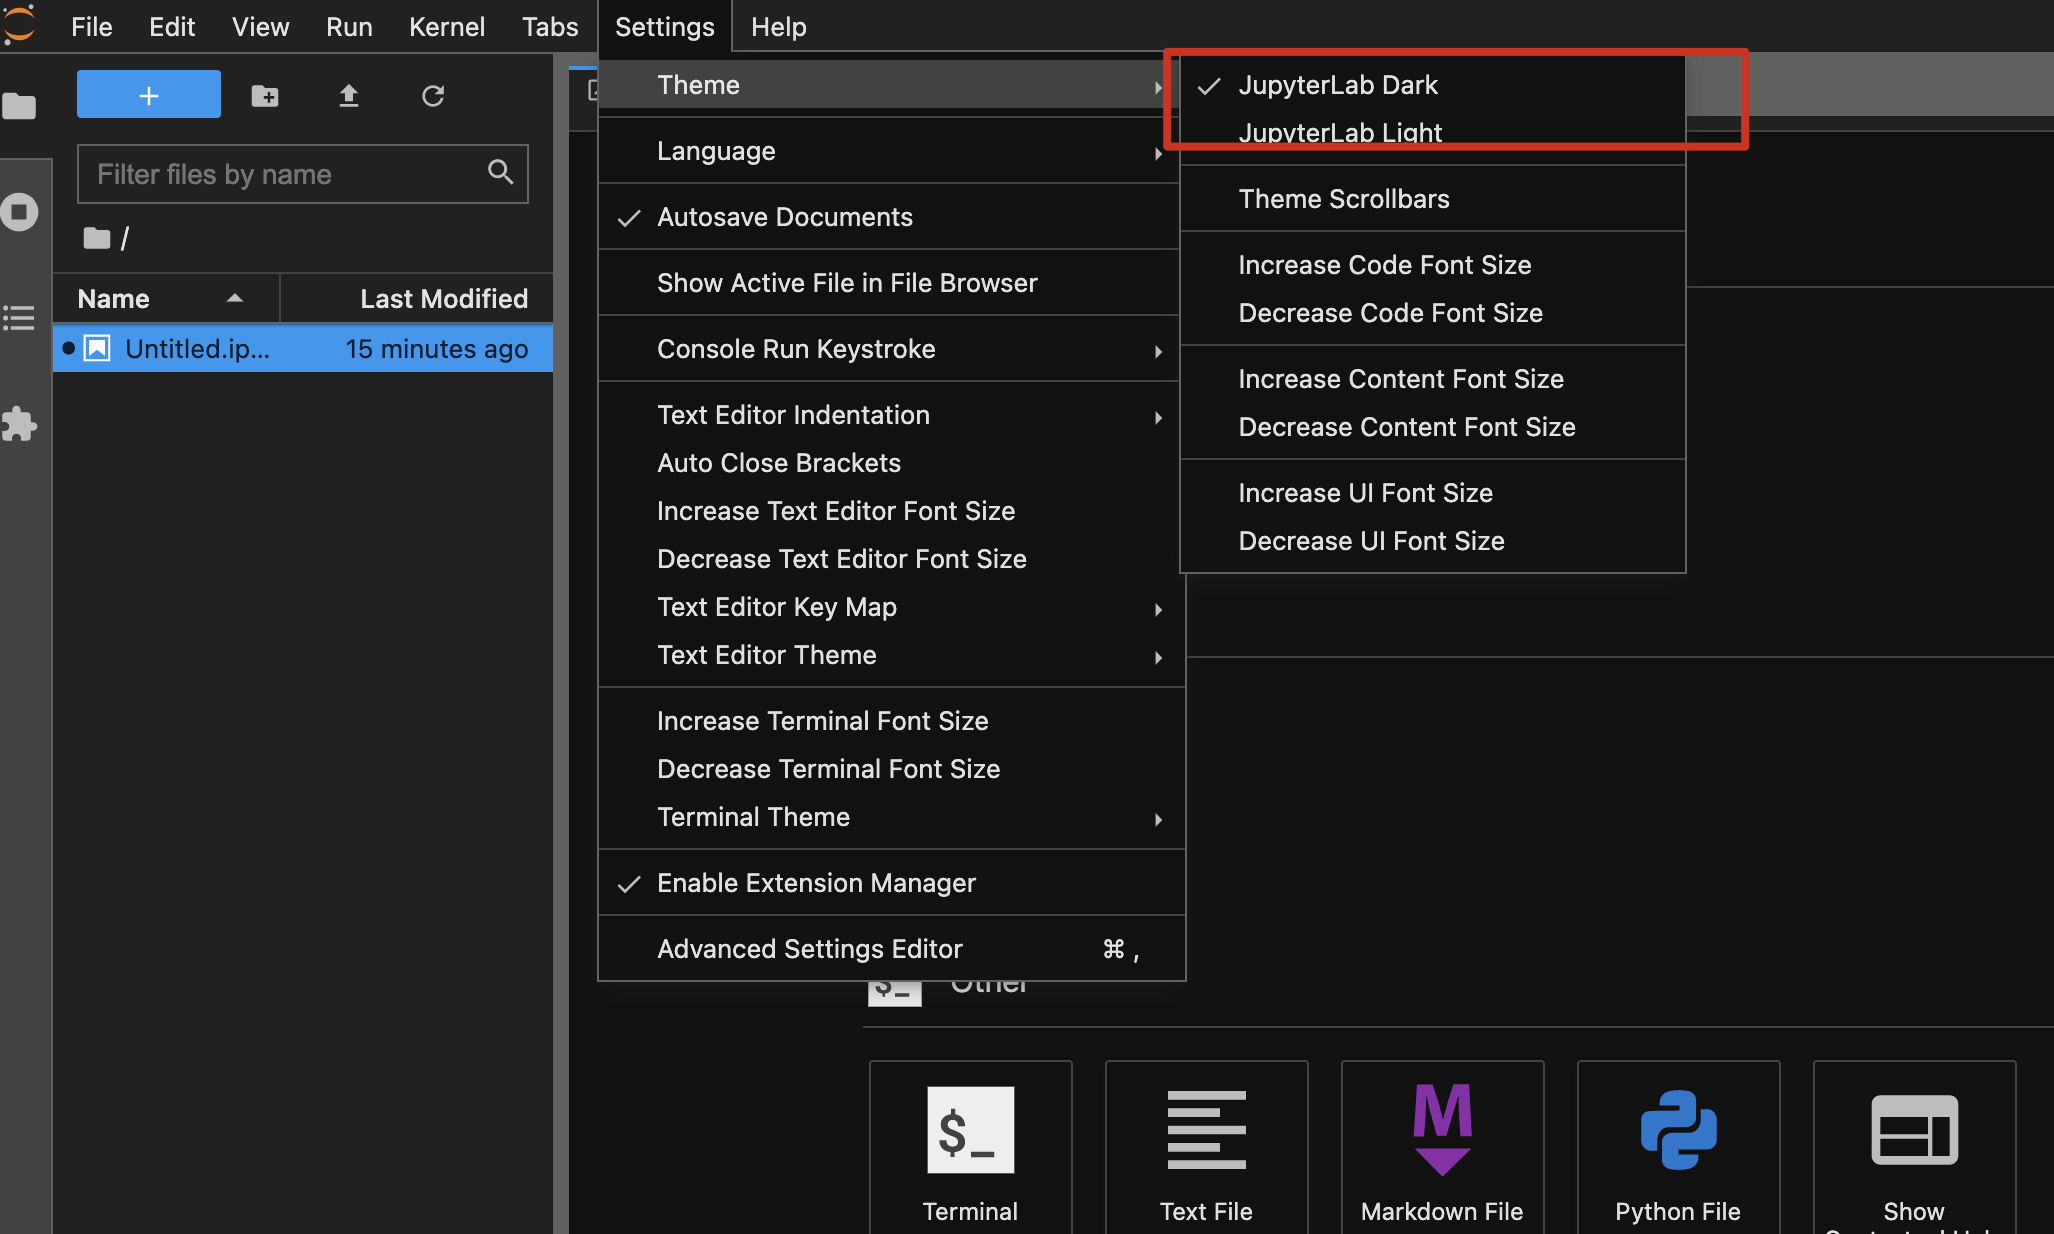 File Edit View Run Kernel Tabs Settings Help
+
Filter files by name
/
Name Last Modified
Untitled.ip... 15 minutes ago
Theme
Language
Autosave Documents
Show Active File in File Browser
Console Run Keystroke
Text Editor Indentation
Auto Close Brackets
Increase Text Editor Font Size
Decrease Text Editor Font Size
Text Editor Key Map
Text Editor Theme
Increase Terminal Font Size
Decrease Terminal Font Size
Terminal Theme
Enable Extension Manager
Advanced Settings Editor ⌘ ,
JupyterLab Dark
JupyterLab Light
Theme Scrollbars
Increase Code Font Size
Decrease Code Font Size
Increase Content Font Size
Decrease Content Font Size
Increase UI Font Size
Decrease UI Font Size
$_ Other
$_
M
Terminal
Text File
Markdown File
Python File
Show